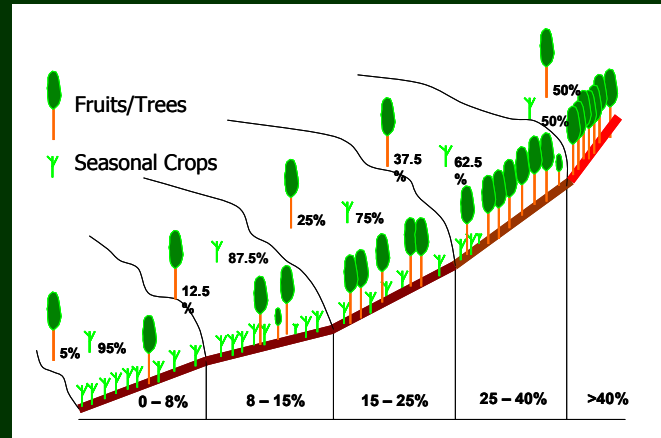 Fruits/Trees
Seasonal Crops
50%
50%
37.5
%
62.5
%
25%
75%
12.5
%
87.5%
5%
95%
0 – 8%
8 – 15%
15 – 25%
25 – 40%
>40%